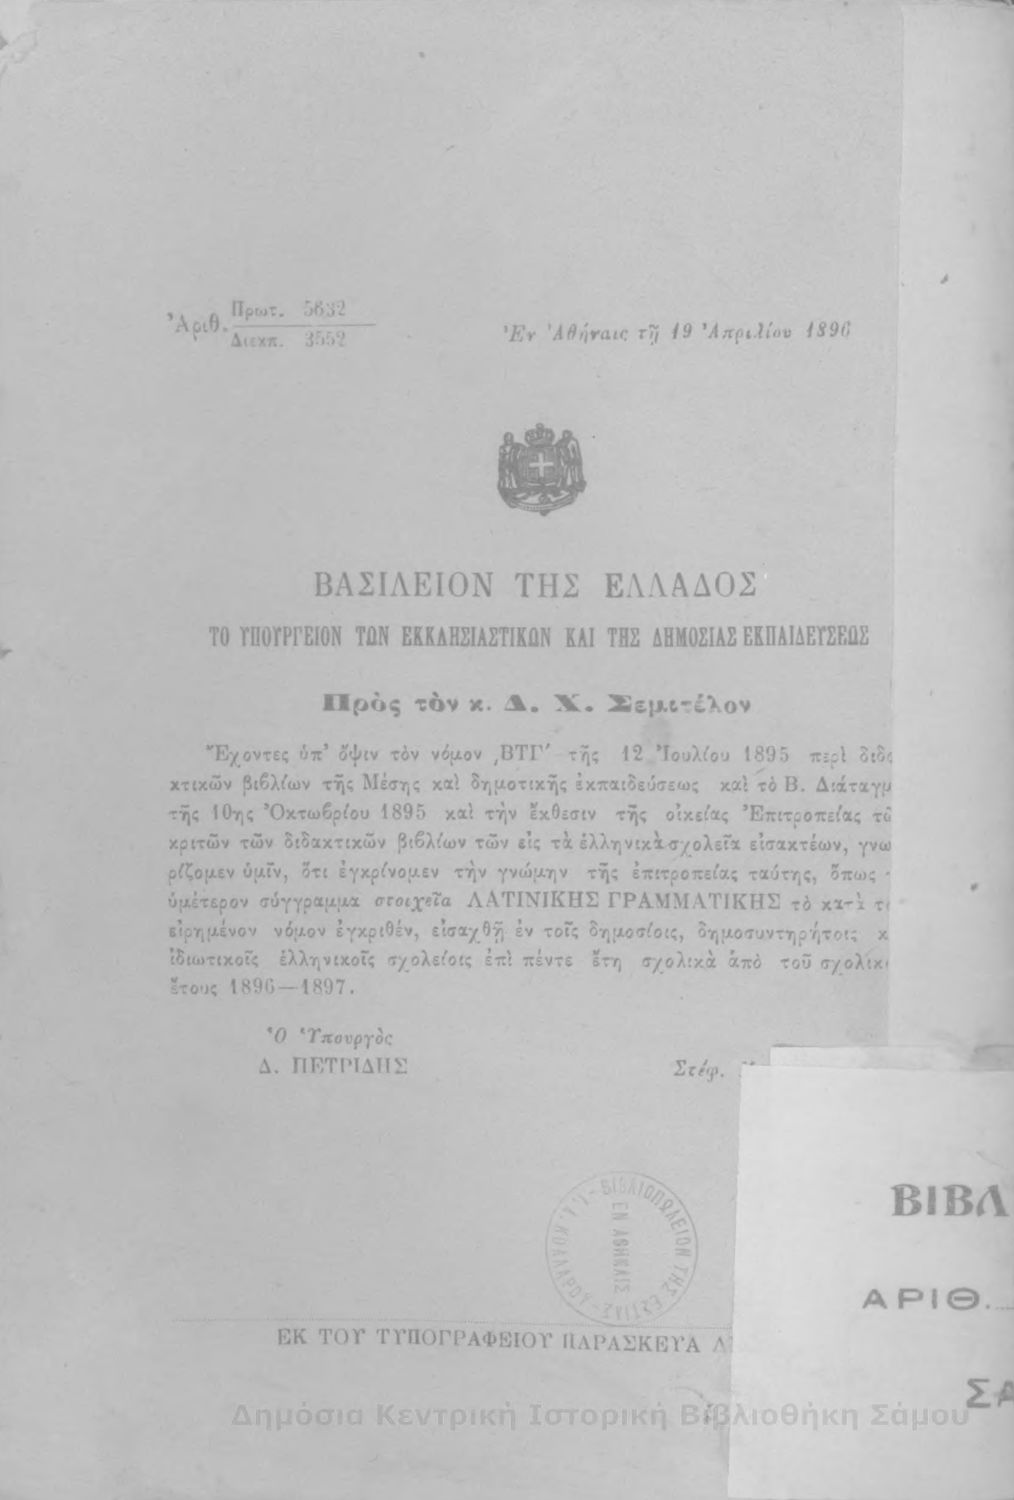 Ἀριθ. Πρωτ. 5632
Διεκπ. 3552
Ἐν Ἀθήναις τῇ 19 Ἀπριλίου 1896
ΒΑΣΙΛΕΙΟΝ ΤΗΣ ΕΛΛΑΔΟΣ
ΤΟ ΥΠΟΥΡΓΕΙΟΝ ΤΩΝ ΕΚΚΛΗΣΙΑΣΤΙΚΩΝ ΚΑΙ ΤΗΣ ΔΗΜΟΣΙΑΣ ΕΚΠΑΙΔΕΥΣΕΩΣ
Πρὸς τὸν κ. Δ. Χ. Σεμιτέλον
Ἔχοντες ὑπ' ὄψιν τὸν νόμον ͵ΒΤΓʹ τῆς 12 Ἰουλίου 1895 περὶ διδα
κτικῶν βιβλίων τῆς Μέσης καὶ δημοτικῆς ἐκπαιδεύσεως καὶ τὸ Β. Διάταγμ
τῆς 10ης Ὀκτωβρίου 1895 καὶ τὴν ἔκθεσιν τῆς οἰκείας Ἐπιτροπείας τῶ
κριτῶν τῶν διδακτικῶν βιβλίων τῶν εἰς τὰ ἑλληνικὰ σχολεῖα εἰσακτέων, γνω
ρίζομεν ὑμῖν, ὅτι ἐγκρίνομεν τὴν γνώμην τῆς ἐπιτροπείας ταύτης, ὅπως
ὑμέτερον σύγγραμμα στοιχεῖα ΛΑΤΙΝΙΚΗΣ ΓΡΑΜΜΑΤΙΚΗΣ τὸ κατὰ τ
εἰρημένον νόμον ἐγκριθέν, εἰσαχθῇ ἐν τοῖς δημοσίοις, δημοσυντηρήτοις κ
ἰδιωτικοῖς ἑλληνικοῖς σχολείοις ἐπὶ πέντε ἔτη σχολικὰ ἀπὸ τοῦ σχολικ
ἔτους 1896—1897.
Ὁ Ὑπουργὸς
Δ. ΠΕΤΡΙΔΗΣ
Στέφ.
ΒΙΒΛΙΟΠΩΛΕΙΟΝ ΤΗΣ ΕΣΤΙΑΣ
ΕΝ ΑΘΗΝΑΙΣ
ΒΙΒΛ
ΑΡΙΘ.
ΣΑ
ΕΚ ΤΟΥ ΤΥΠΟΓΡΑΦΕΙΟΥ ΠΑΡΑΣΚΕΥΑ Λ
Δημόσια Κεντρική Ιστορική Βιβλιοθήκη Σάμου